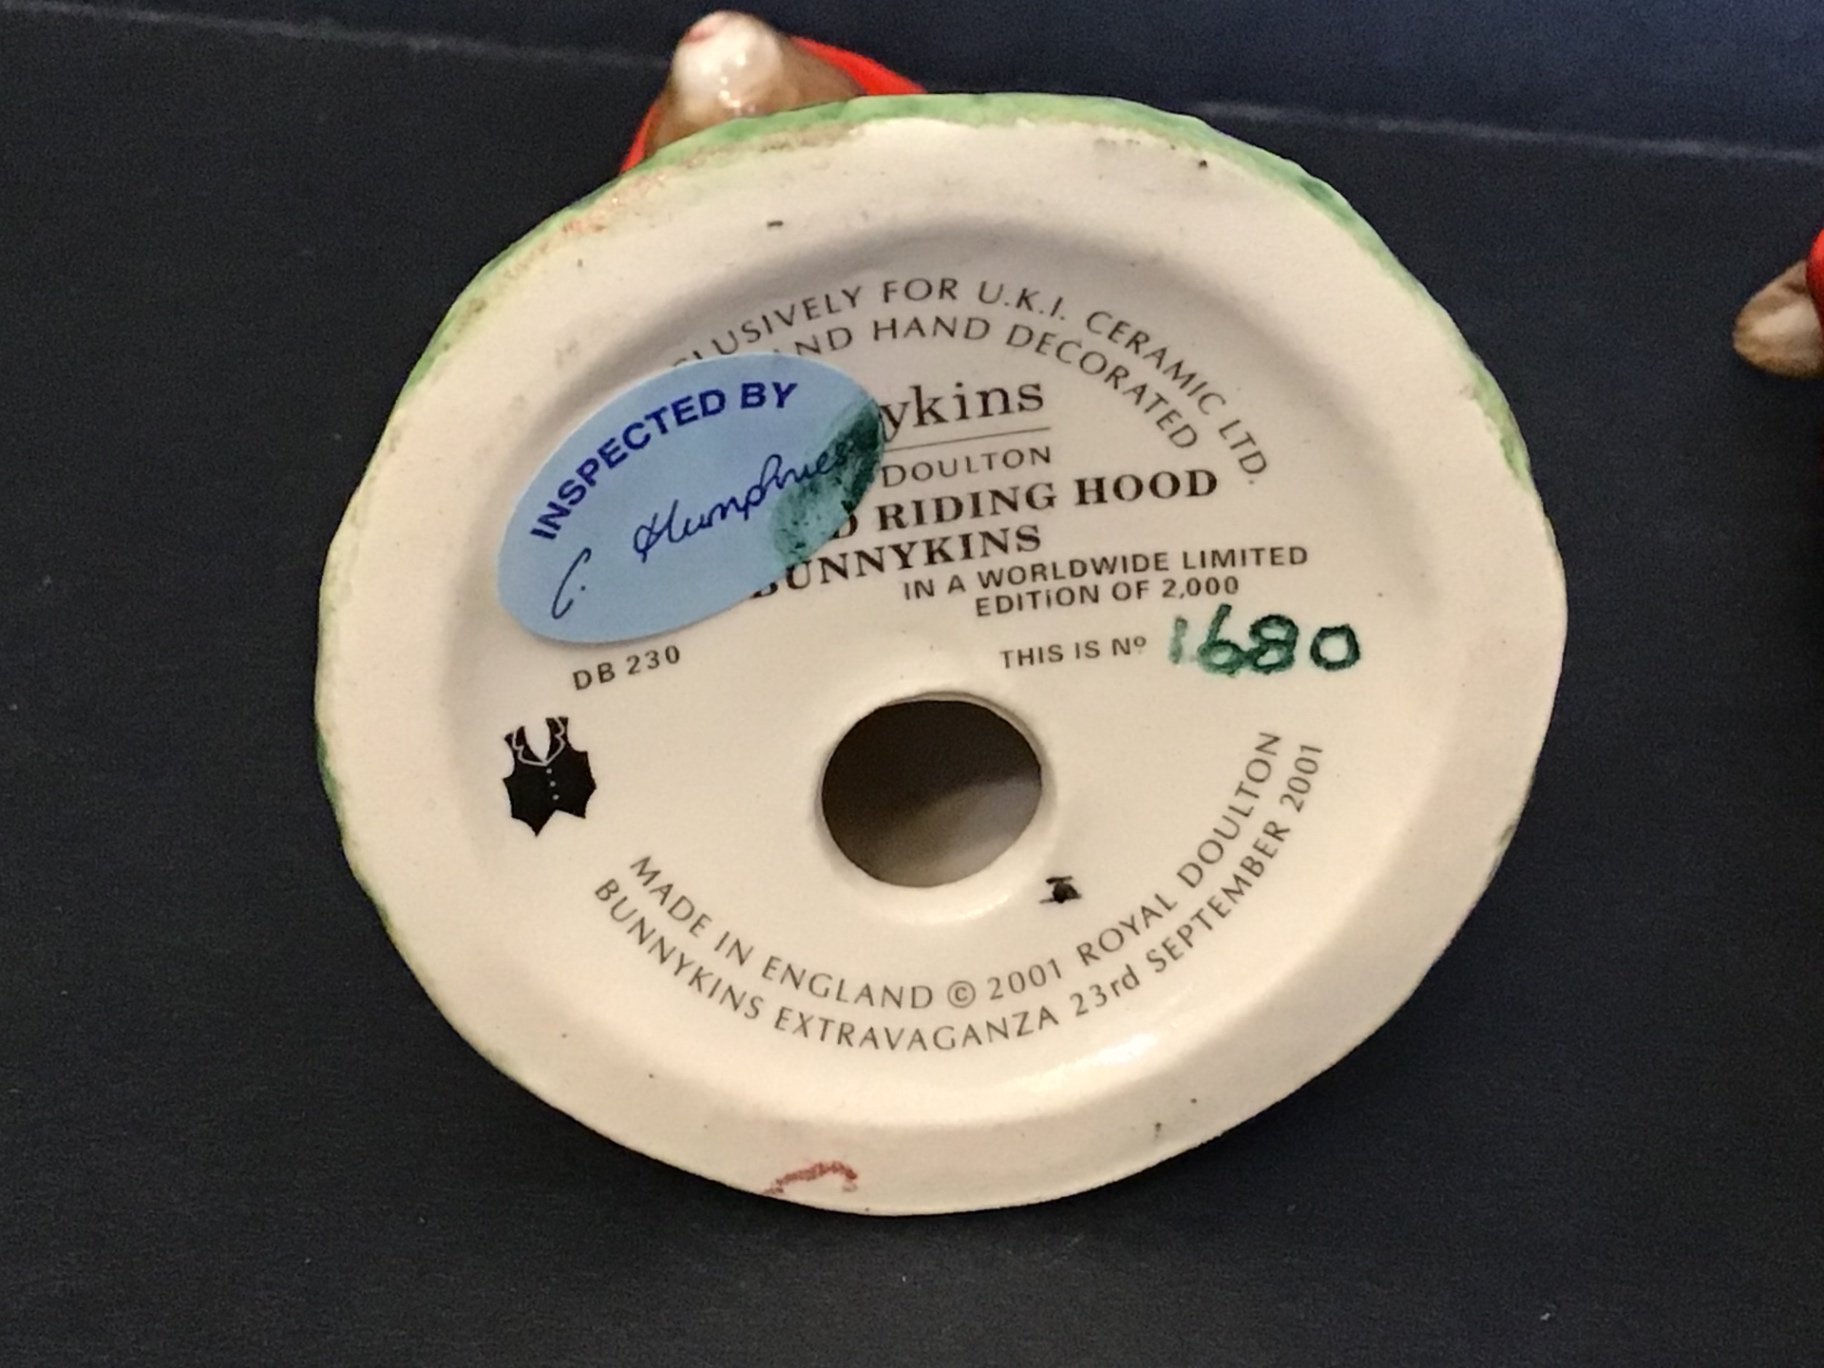 CLUSIVELY FOR U.K.I. CERAMIC LTD.
AND HAND DECORATED
ykins
DOULTON
D RIDING HOOD
BUNNYKINS
IN A WORLDWIDE LIMITED
EDITION OF 2,000
THIS IS Nº 1680
INSPECTED BY
C. Humphries
DB 230
MADE IN ENGLAND © 2001 ROYAL DOULTON
BUNNYKINS EXTRAVAGANZA 23rd SEPTEMBER 2001